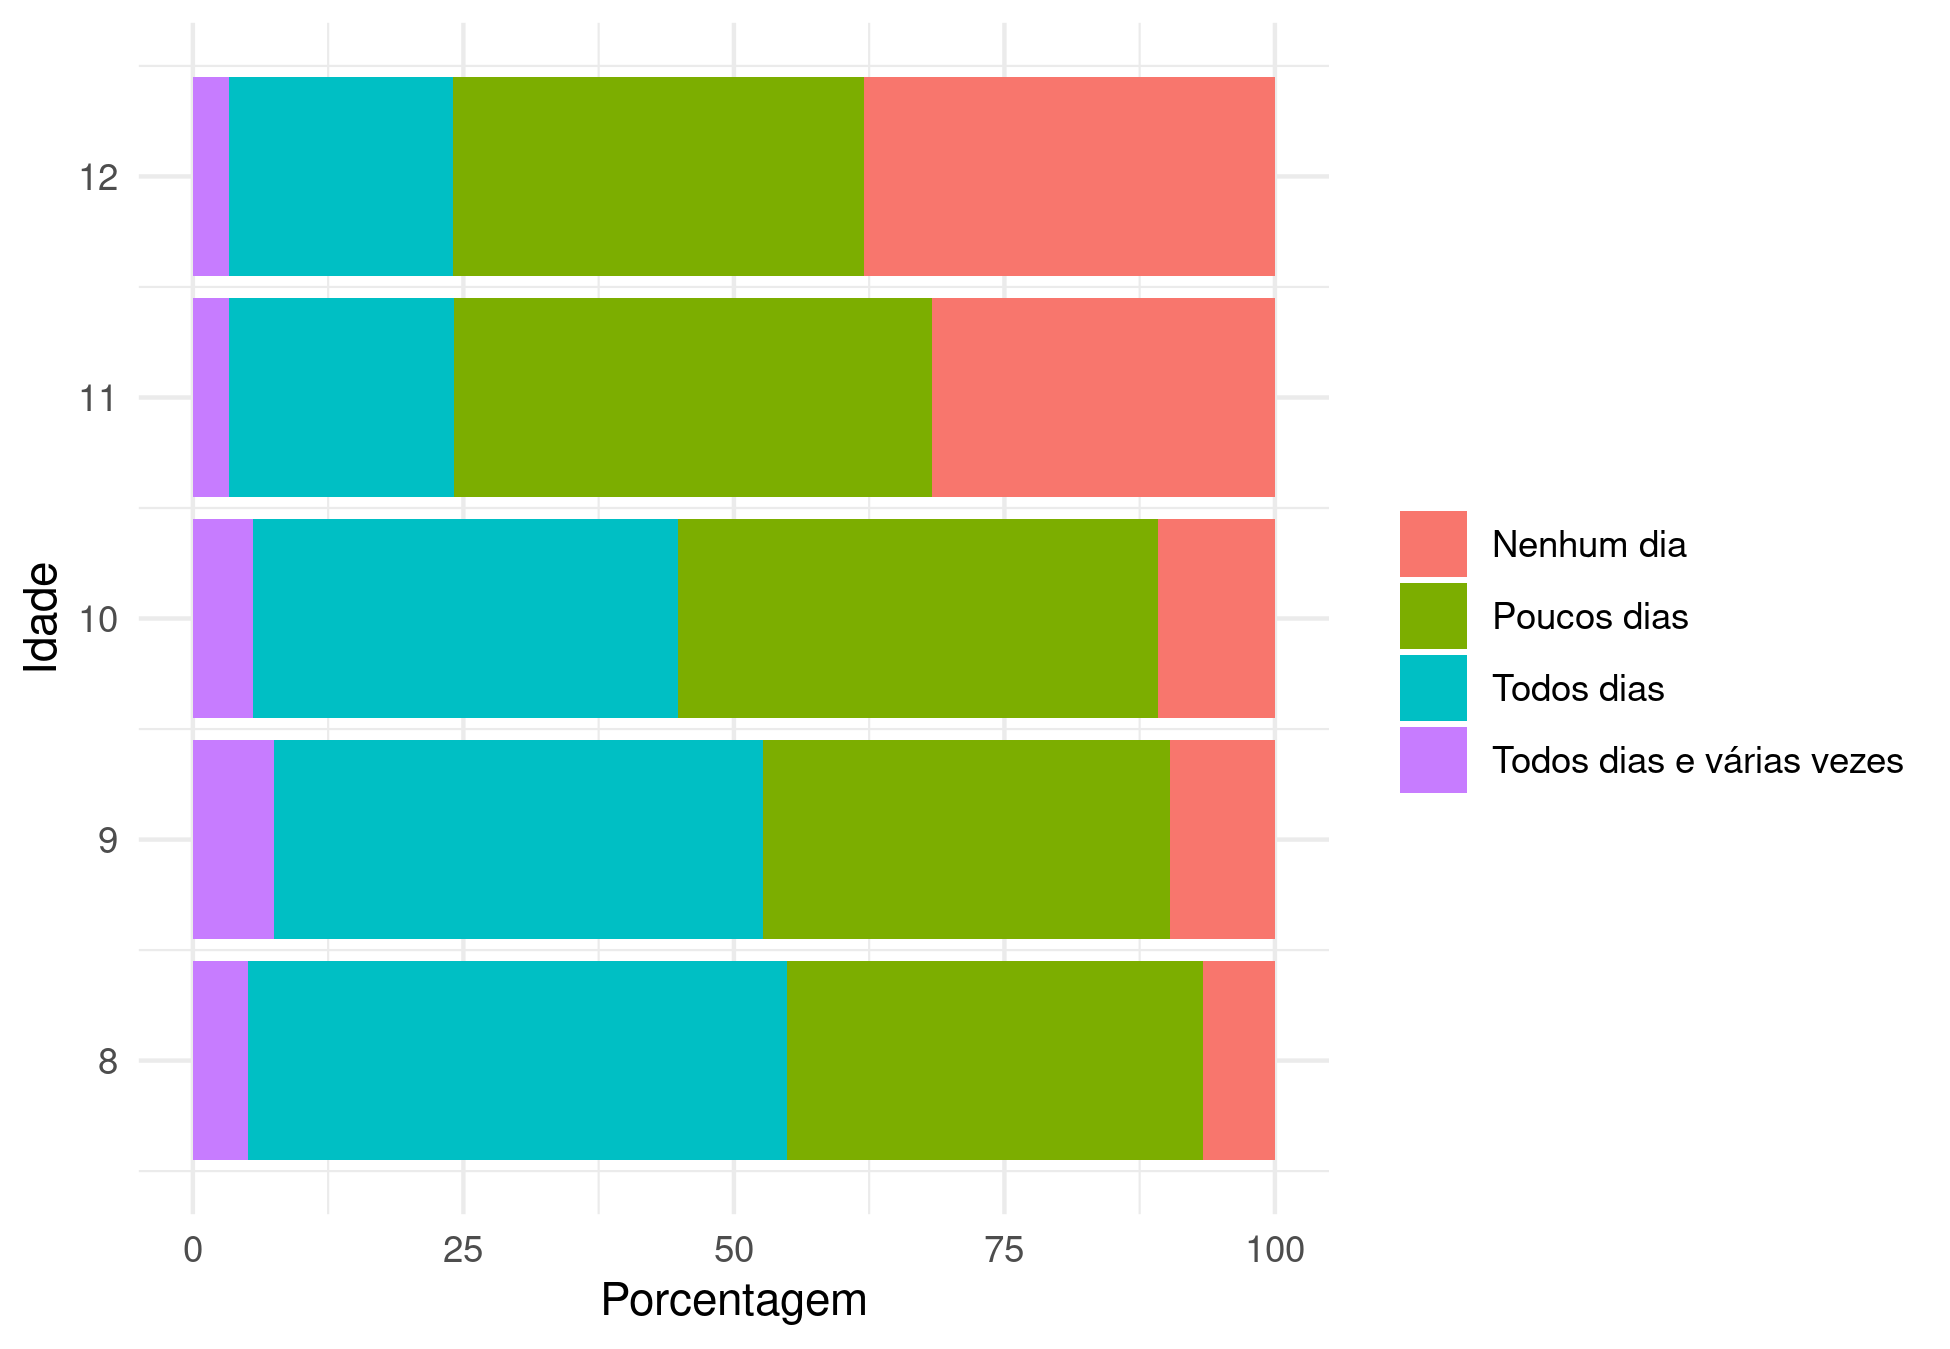 12
11
10
9
8
Idade
0 25 50 75 100
Porcentagem
Nenhum dia
Poucos dias
Todos dias
Todos dias e várias vezes